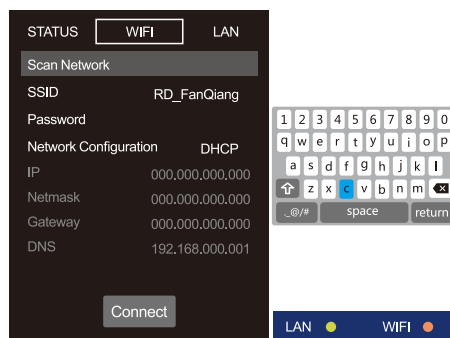 STATUS WIFI LAN
Scan Network
SSID RD_FanQiang
Password
Network Configuration DHCP
IP 000.000.000.000
Netmask 000.000.000.000
Gateway 000.000.000.000
DNS 192.168.000.001
Connect
1 2 3 4 5 6 7 8 9 0
q w e r t y u i o p
a s d f g h j k l
z x c v b n m
._@/# space return
LAN WIFI